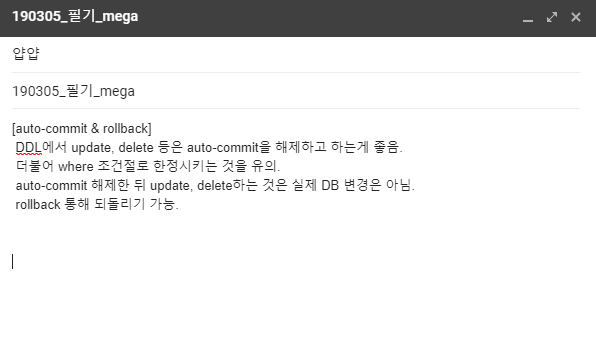 190305_필기_mega
얍얍
190305_필기_mega
[auto-commit & rollback]
DDL에서 update, delete 등은 auto-commit을 해제하고 하는게 좋음.
더불어 where 조건절로 한정시키는 것을 유의.
auto-commit 해제한 뒤 update, delete하는 것은 실제 DB 변경은 아님.
rollback 통해 되돌리기 가능.